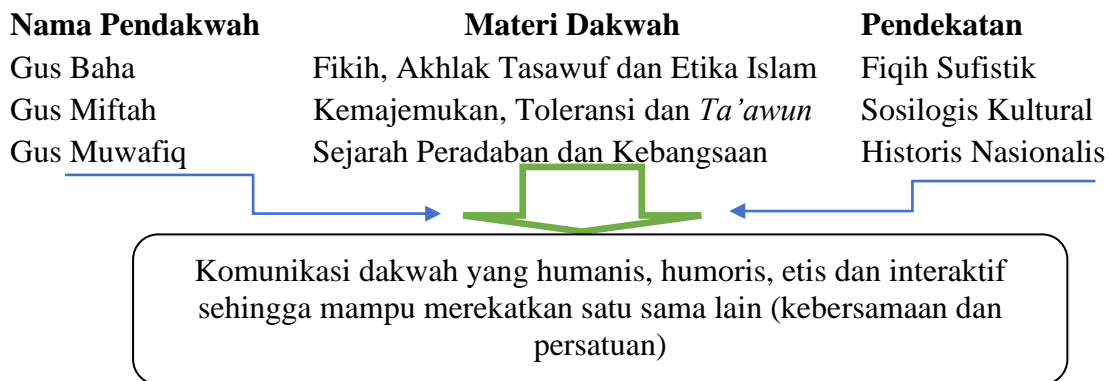 Nama Pendakwah Materi Dakwah Pendekatan
Gus Baha Fikih, Akhlak Tasawuf dan Etika Islam Fiqih Sufistik
Gus Miftah Kemajemukan, Toleransi dan Ta’awun Sosilogis Kultural
Gus Muwafiq Sejarah Peradaban dan Kebangsaan Historis Nasionalis
Komunikasi dakwah yang humanis, humoris, etis dan interaktif
sehingga mampu merekatkan satu sama lain (kebersamaan dan
persatuan)